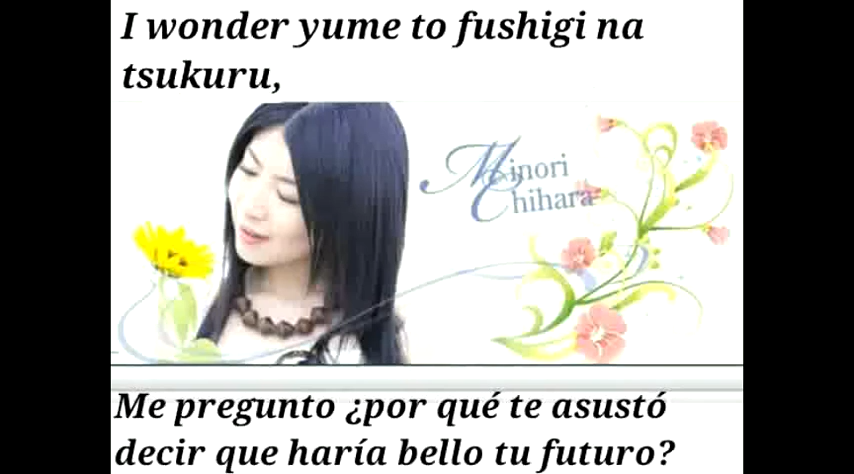 I wonder yume to fushigi na
tsukuru,
Minori
Chihara
Me pregunto ¿por qué te asustó
decir que haría bello tu futuro?